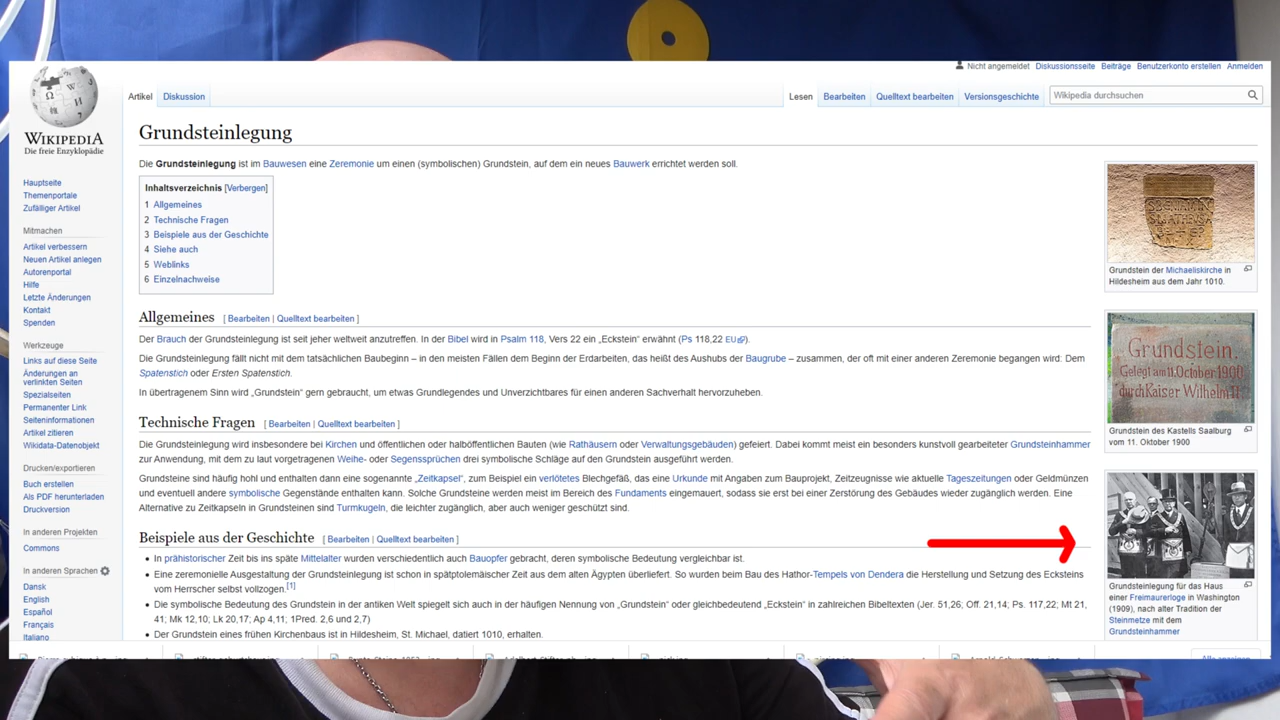 Nicht angemeldet Diskussionsseite Beiträge Benutzerkonto erstellen Anmelden
Artikel Diskussion Lesen Bearbeiten Quelltext bearbeiten Versionsgeschichte Wikipedia durchsuchen
WIKIPEDIA
Die freie Enzyklopädie
Hauptseite
Themenportale
Zufälliger Artikel
Mitmachen
Artikel verbessern
Neuen Artikel anlegen
Autorenportal
Hilfe
Letzte Änderungen
Kontakt
Spenden
Werkzeuge
Links auf diese Seite
Änderungen an
verlinkten Seiten
Spezialseiten
Permanenter Link
Seiteninformationen
Artikel zitieren
Wikidata-Datenobjekt
Drucken/exportieren
Buch erstellen
Als PDF herunterladen
Druckversion
In anderen Projekten
Commons
In anderen Sprachen
Dansk
English
Español
Français
Italiano
Grundsteinlegung
Die Grundsteinlegung ist im Bauwesen eine Zeremonie um einen (symbolischen) Grundstein, auf dem ein neues Bauwerk errichtet werden soll.
Inhaltsverzeichnis [Verbergen]
1 Allgemeines
2 Technische Fragen
3 Beispiele aus der Geschichte
4 Siehe auch
5 Weblinks
6 Einzelnachweise
Allgemeines [ Bearbeiten | Quelltext bearbeiten ]
Der Brauch der Grundsteinlegung ist seit jeher weltweit anzutreffen. In der Bibel wird in Psalm 118, Vers 22 ein „Eckstein“ erwähnt (Ps 118,22 EU).
Die Grundsteinlegung fällt nicht mit dem tatsächlichen Baubeginn – in den meisten Fällen dem Beginn der Erdarbeiten, das heißt des Aushubs der Baugrube – zusammen, der oft mit einer anderen Zeremonie begangen wird: Dem
Spatenstich oder Ersten Spatenstich.
In übertragenem Sinn wird „Grundstein“ gern gebraucht, um etwas Grundlegendes und Unverzichtbares für einen anderen Sachverhalt hervorzuheben.
Technische Fragen [ Bearbeiten | Quelltext bearbeiten ]
Die Grundsteinlegung wird insbesondere bei Kirchen und öffentlichen oder halböffentlichen Bauten (wie Rathäusern oder Verwaltungsgebäuden) gefeiert. Dabei kommt meist ein besonders kunstvoll gearbeiteter Grundsteinhammer
zur Anwendung, mit dem zu laut vorgetragenen Weihe- oder Segenssprüchen drei symbolische Schläge auf den Grundstein ausgeführt werden.
Grundsteine sind häufig hohl und enthalten dann eine sogenannte „Zeitkapsel“, zum Beispiel ein verlötetes Blechgefäß, das eine Urkunde mit Angaben zum Bauprojekt, Zeitzeugnisse wie aktuelle Tageszeitungen oder Geldmünzen
und eventuell andere symbolische Gegenstände enthalten kann. Solche Grundsteine werden meist im Bereich des Fundaments eingemauert, sodass sie erst bei einer Zerstörung des Gebäudes wieder zugänglich werden. Eine
Alternative zu Zeitkapseln in Grundsteinen sind Turmkugeln, die leichter zugänglich, aber auch weniger geschützt sind.
Beispiele aus der Geschichte [ Bearbeiten | Quelltext bearbeiten ]
In prähistorischer Zeit bis ins späte Mittelalter wurden verschiedentlich auch Bauopfer gebracht, deren symbolische Bedeutung vergleichbar ist.
Eine zeremonielle Ausgestaltung der Grundsteinlegung ist schon in spätptolemäischer Zeit aus dem alten Ägypten überliefert. So wurden beim Bau des Hathor-Tempels von Dendera die Herstellung und Setzung des Ecksteins
vom Herrscher selbst vollzogen.[1]
Die symbolische Bedeutung des Grundstein in der antiken Welt spiegelt sich auch in der häufigen Nennung von „Grundstein“ oder gleichbedeutend „Eckstein“ in zahlreichen Bibeltexten (Jer. 51,26; Off. 21,14; Ps. 117,22; Mt 21,
41; Mk 12,10; Lk 20,17; Ap 4,11; 1Pred. 2,6 und 2,7)
Der Grundstein eines frühen Kirchenbaus ist in Hildesheim, St. Michael, datiert 1010, erhalten.
Grundstein der Michaeliskirche in
Hildesheim aus dem Jahr 1010.
Grundstein.
Gelegt am 11. October 1900
durch Kaiser Wilhelm II
Grundstein des Kastells Saalburg
vom 11. Oktober 1900
Grundsteinlegung für das Haus
einer Freimaurerloge in Washington
(1909), nach alter Tradition der
Steinmetze mit dem
Grundsteinhammer